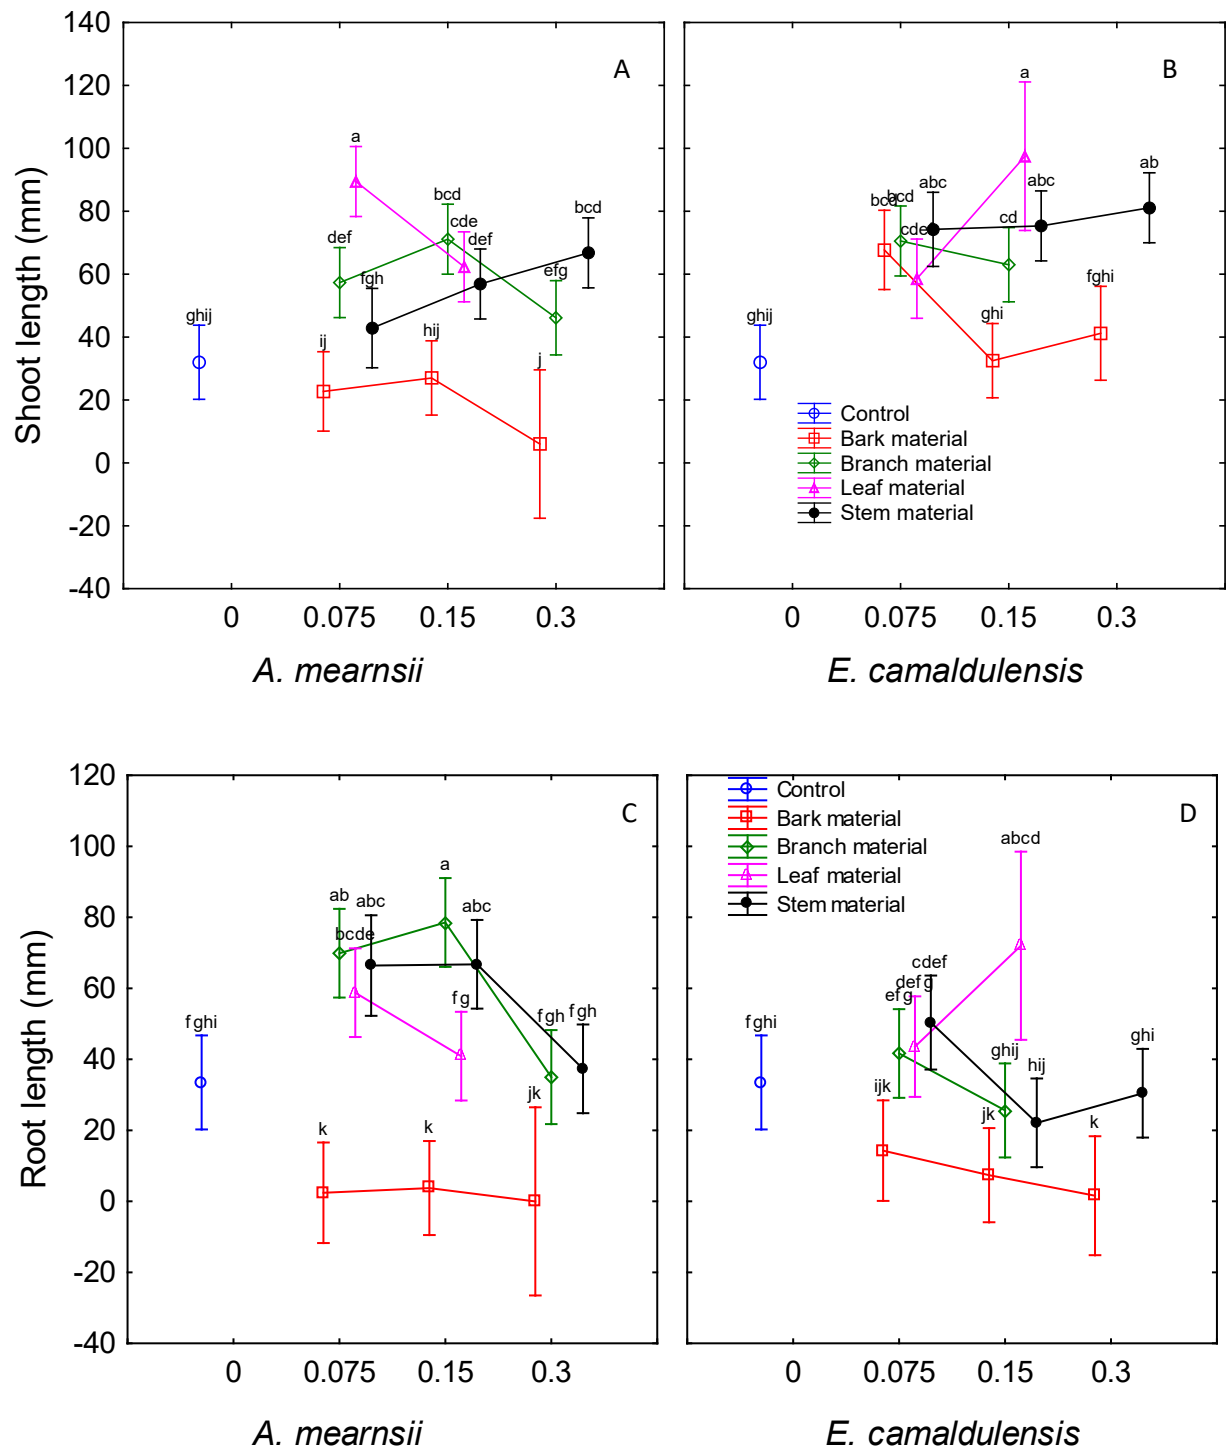 140
120
100
80
60
40
20
0
-20
-40
Shoot length (mm)
A
a
bcd
cde
def
def
bcd
fgh
efg
ghij
ij
hij
j
0 0.075 0.15 0.3
A. mearnsii
B
a
bcd
bcd
abc
abc
ab
cde
cd
fghi
ghi
ghij
Control
Bark material
Branch material
Leaf material
Stem material
0 0.075 0.15 0.3
E. camaldulensis
120
100
80
60
40
20
0
-20
-40
Root length (mm)
C
a
ab
abc
abc
bcde
fg
fghi
fgh
fgh
k
k
jk
0 0.075 0.15 0.3
A. mearnsii
Control
Bark material
Branch material
Leaf material
Stem material
D
abcd
cdef
defg
efg
fghi
ghij
hij
ghi
ijk
jk
k
0 0.075 0.15 0.3
E. camaldulensis